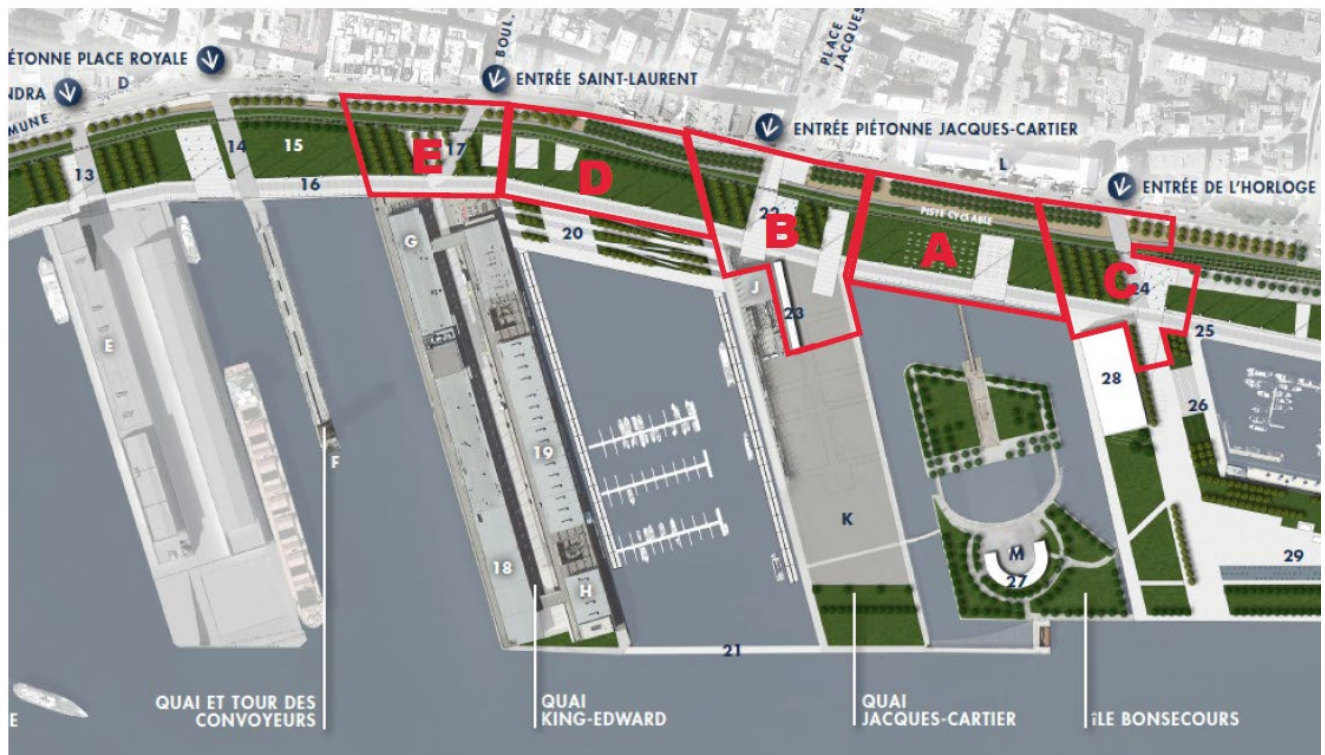 BOUL.
PLACE
JACQUES
ÉTONNE PLACE ROYALE
D
NDRA
ENTRÉE SAINT-LAURENT
MUNE
ENTRÉE PIÉTONNE JACQUES-CARTIER
L
ENTRÉE DE L'HORLOGE
13
14
15
16
E
17
D
20
22
B
PISTE CYCLABLE
A
C
24
25
G
J
23
E
28
26
F
19
K
18
H
M
27
29
21
QUAI ET TOUR DES
CONVOYEURS
QUAI
KING-EDWARD
QUAI
JACQUES-CARTIER
ÎLE BONSECOURS
E